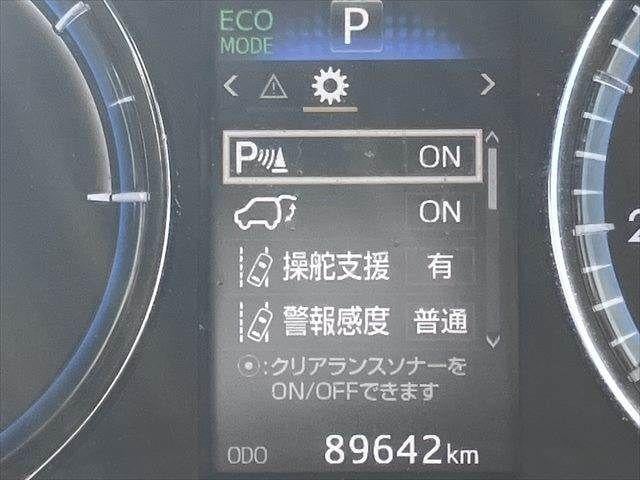 ECO
MODE
P
P ON
ON
操舵支援 有
警報感度 普通
⦿:クリアランスソナーを
ON/OFFできます
ODO 89642km
2